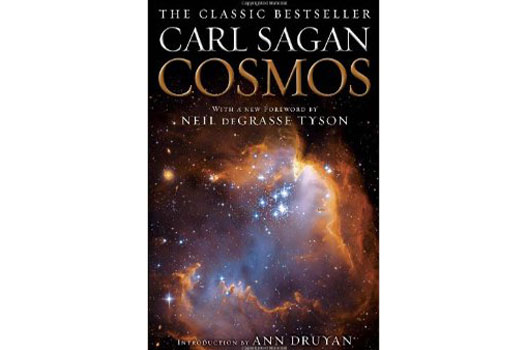 THE CLASSIC BESTSELLER
CARL SAGAN
COSMOS
WITH A NEW FOREWORD BY
NEIL DEGRASSE TYSON
INTRODUCTION BY ANN DRUYAN